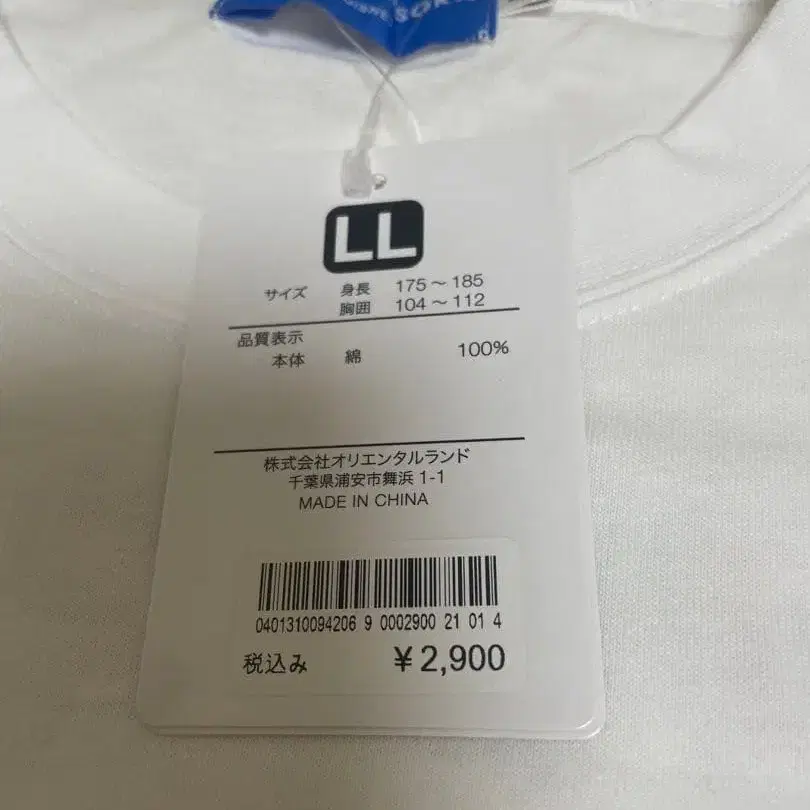 LL
サイズ 身長 175～185
胸囲 104～112
品質表示
本体 綿 100%
株式会社オリエンタルランド
千葉県浦安市舞浜 1-1
MADE IN CHINA
0401310094206 9 0002900 21 01 4
税込み ¥2,900